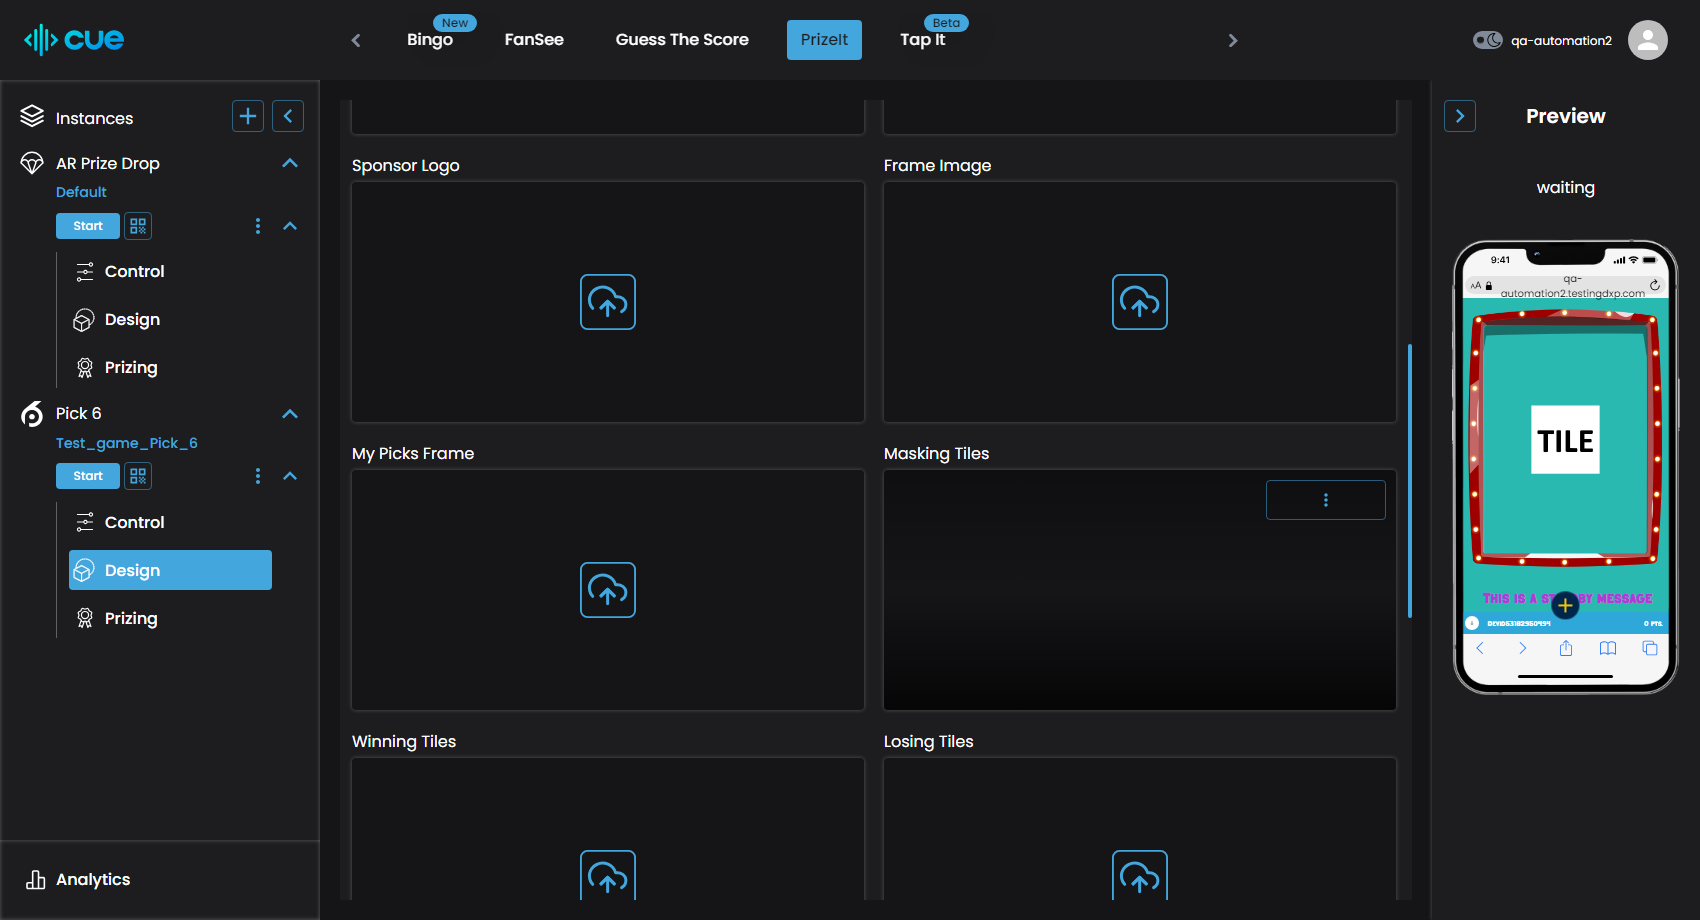 cue
New
Bingo
FanSee
Guess The Score
PrizeIt
Beta
Tap It
qa-automation2
Instances
AR Prize Drop
Default
Start
Control
Design
Prizing
Pick 6
Test_game_Pick_6
Start
Control
Design
Prizing
Analytics
Sponsor Logo
Frame Image
My Picks Frame
Masking Tiles
Winning Tiles
Losing Tiles
Preview
waiting
9:41
AA
qa-
automation2.testingdxp.com
TILE
THIS IS A ST BY MESSAGE
0 PTS.